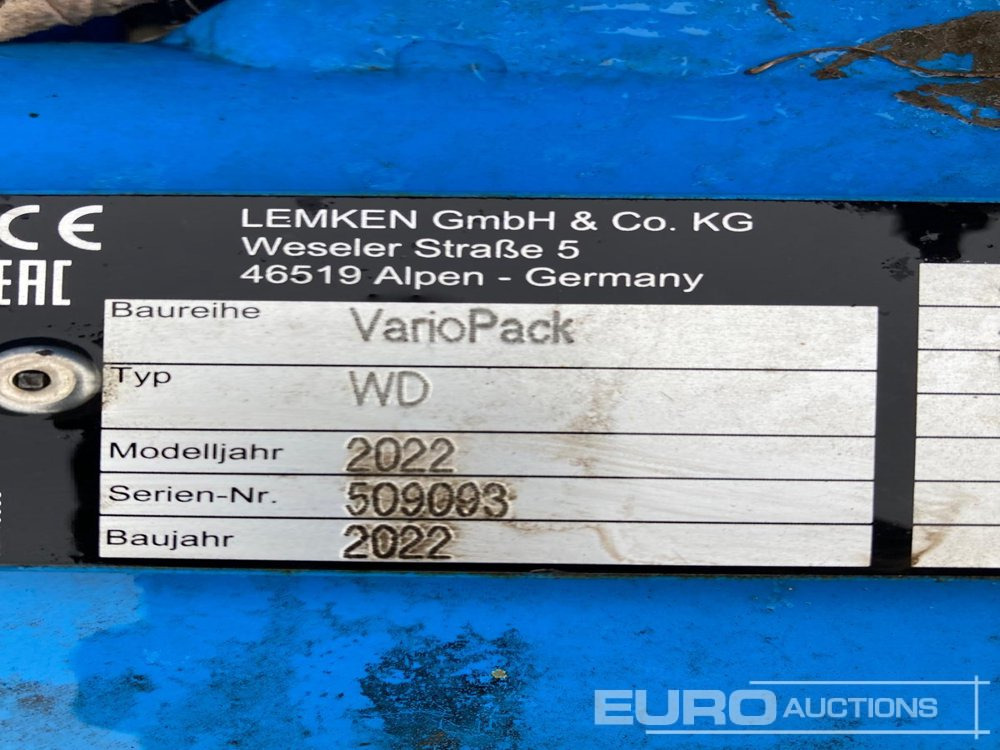 CE
EAC
LEMKEN GmbH & Co. KG
Weseler Straße 5
46519 Alpen - Germany
Baureihe VarioPack
Typ WD
Modelljahr 2022
Serien-Nr. 509093
Baujahr 2022
EURO AUCTIONS